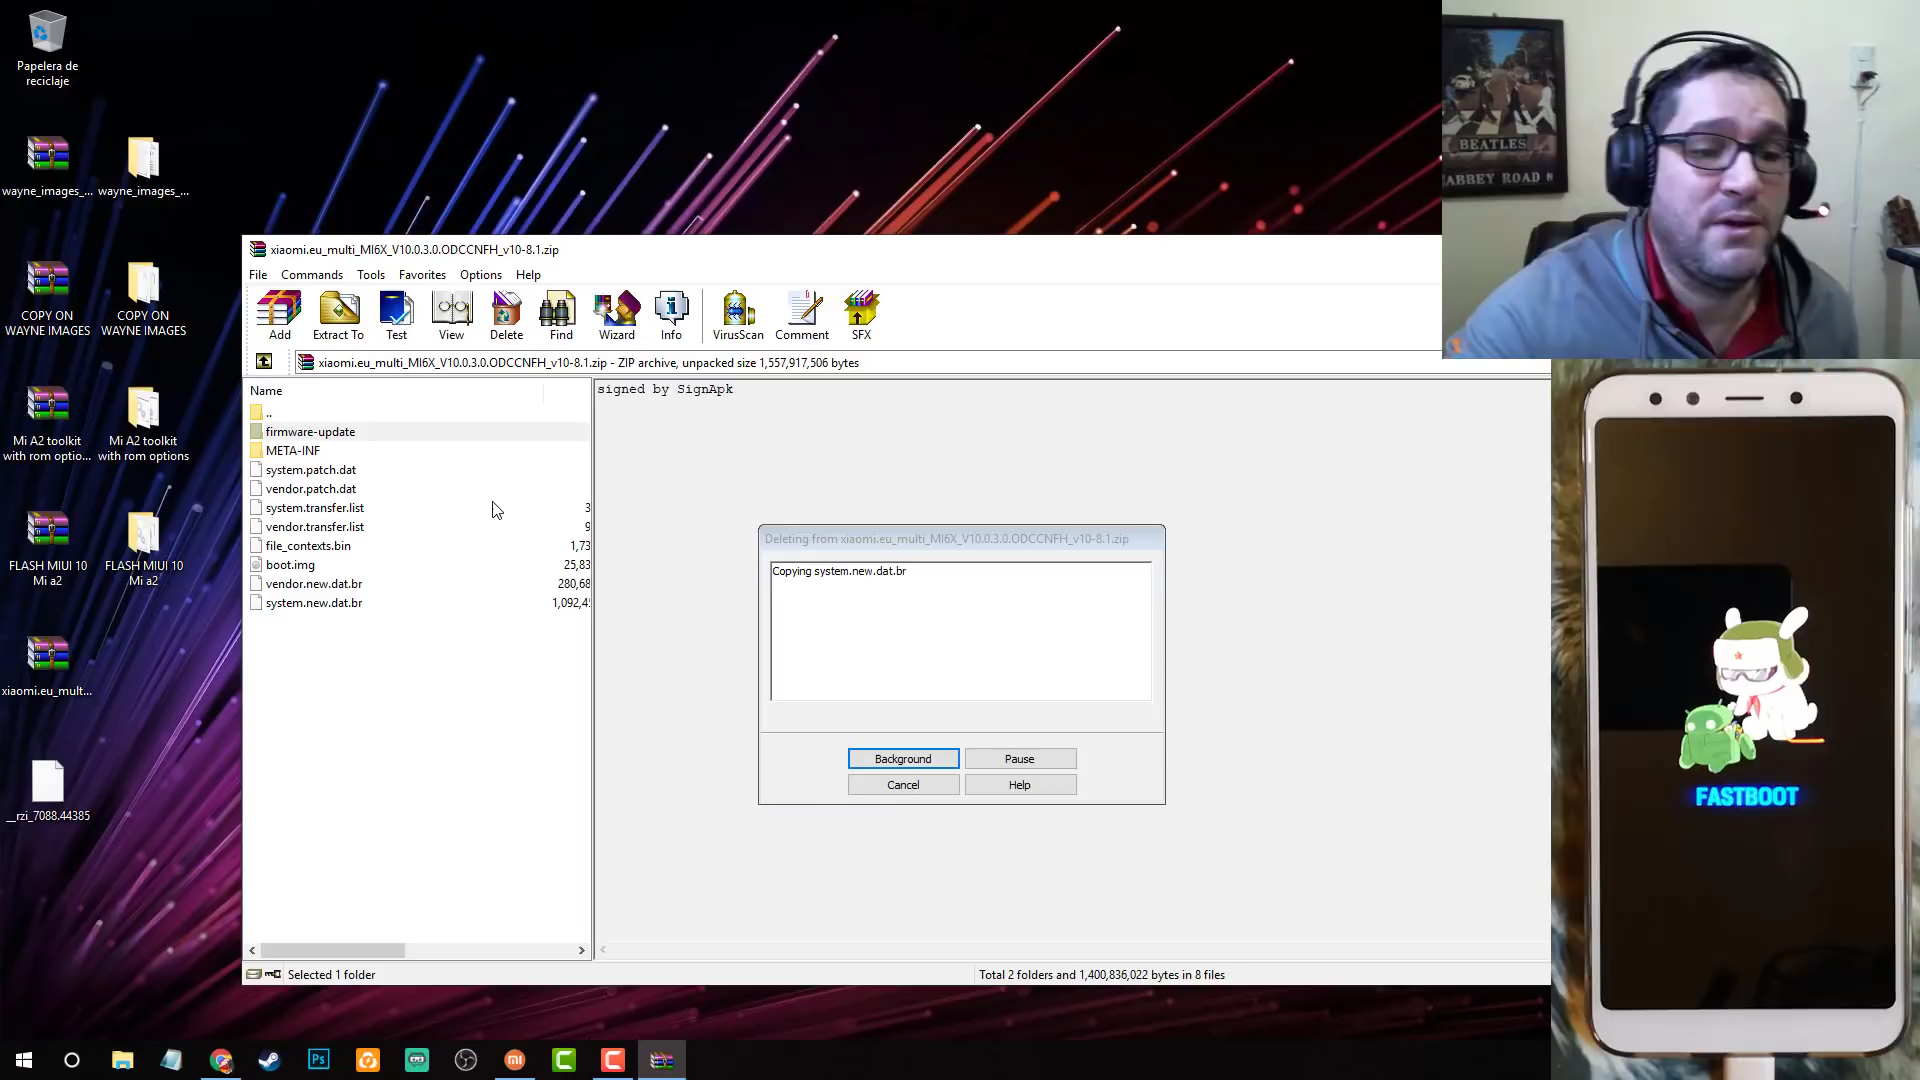 Papelera de
reciclaje
wayne_images_...
wayne_images_...
COPY ON
WAYNE IMAGES
COPY ON
WAYNE IMAGES
Mi A2 toolkit
with rom optio...
Mi A2 toolkit
with rom options
FLASH MIUI 10
Mi a2
FLASH MIUI 10
Mi a2
xiaomi.eu_mult...
__rzi_7088.44385
xiaomi.eu_multi_MI6X_V10.0.3.0.ODCCNFH_v10-8.1.zip
File Commands Tools Favorites Options Help
Add Extract To Test View Delete Find Wizard Info VirusScan Comment SFX
xiaomi.eu_multi_MI6X_V10.0.3.0.ODCCNFH_v10-8.1.zip - ZIP archive, unpacked size 1,557,917,506 bytes
Name
..
firmware-update
META-INF
system.patch.dat
vendor.patch.dat
system.transfer.list 3
vendor.transfer.list 9
file_contexts.bin 1,73
boot.img 25,83
vendor.new.dat.br 280,68
system.new.dat.br 1,092,4
signed by SignApk
Deleting from xiaomi.eu_multi_MI6X_V10.0.3.0.ODCCNFH_v10-8.1.zip
Copying system.new.dat.br
Background Pause
Cancel Help
Selected 1 folder
Total 2 folders and 1,400,836,022 bytes in 8 files
Ps
mi
BEATLES
ABBEY ROAD
FASTBOOT